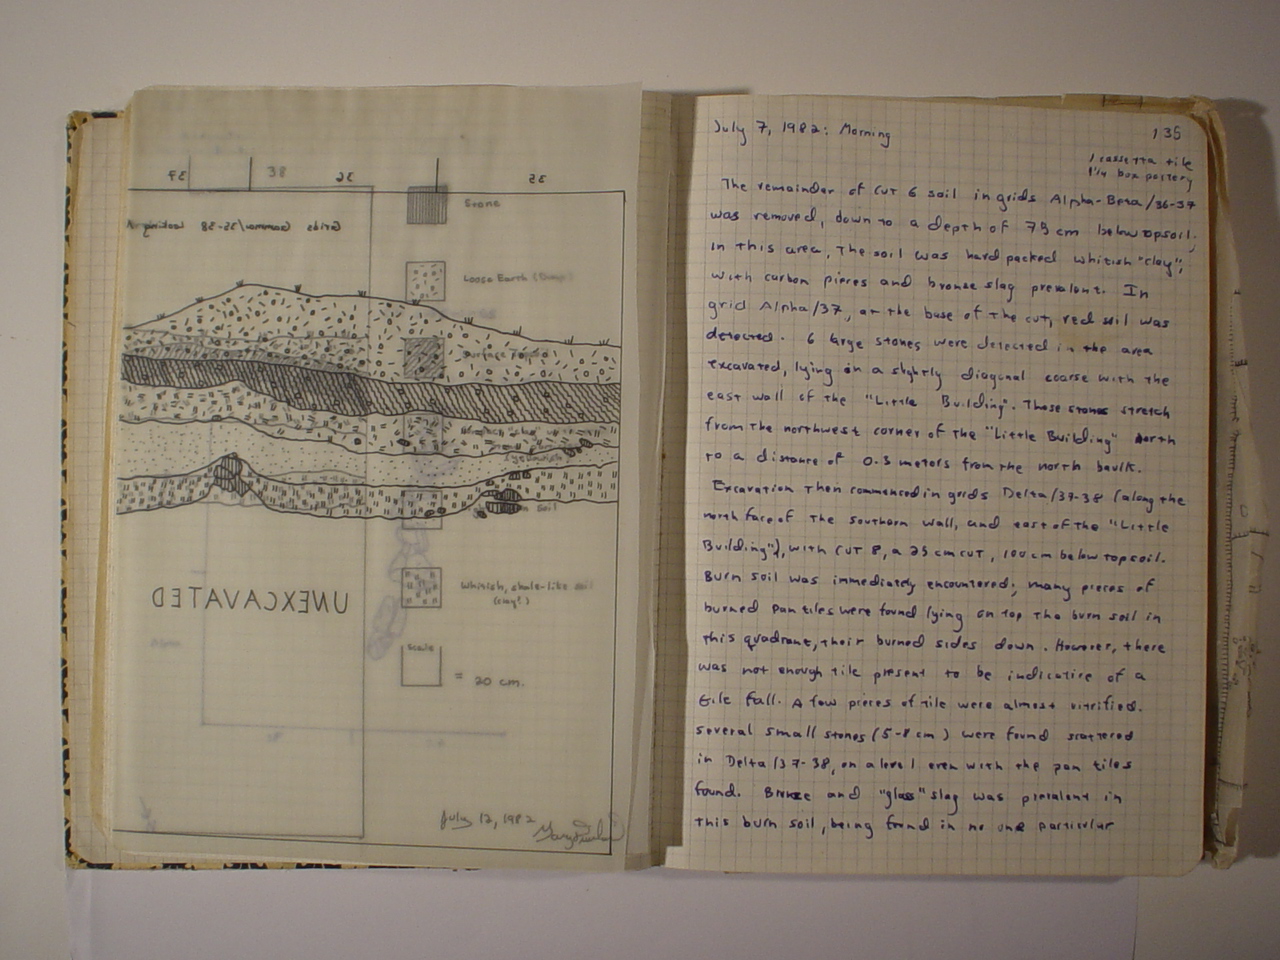 37 38 36 35
Grids Gamma/35-38 Looking
Stone
Loose Earth (Dump)
Surface
UNEXCAVATED
Soil
Whitish, shale-like soil
(clay?)
Scale
= 20 cm.
July 12, 1982
July 7, 1982: Morning 135
1 cassetta tile
1 1/4 box pottery
The remainder of cut 6 soil in grids Alpha-Beta/36-37
was removed, down to a depth of 75 cm below topsoil.
In this area, the soil was hard packed whitish "clay",
with carbon pieces and bronze slag prevalent. In
grid Alpha/37, at the base of the cut, red soil was
detected. 6 large stones were detected in the area
excavated, lying on a slightly diagonal coarse with the
east wall of the "Little Building". These stones stretch
from the northwest corner of the "Little Building" north
to a distance of 0.3 meters from the north baulk.
Excavation then commenced in grids Delta/37-38 (along the
north face of the southern wall, and east of the "Little
Building"), with cut 8, a 25 cm cut, 100 cm below topsoil.
Burn soil was immediately encountered; many pieces of
burned pan tiles were found lying on top the burn soil in
this quadrant, their burned sides down. However, there
was not enough tile present to be indicative of a
tile fall. A few pieces of tile were almost vitrified.
Several small stones (5-8 cm) were found scattered
in Delta/37-38, on a level even with the pan tiles
found. Bronze and "glass" slag was prevalent in
this burn soil, being found in no one particular